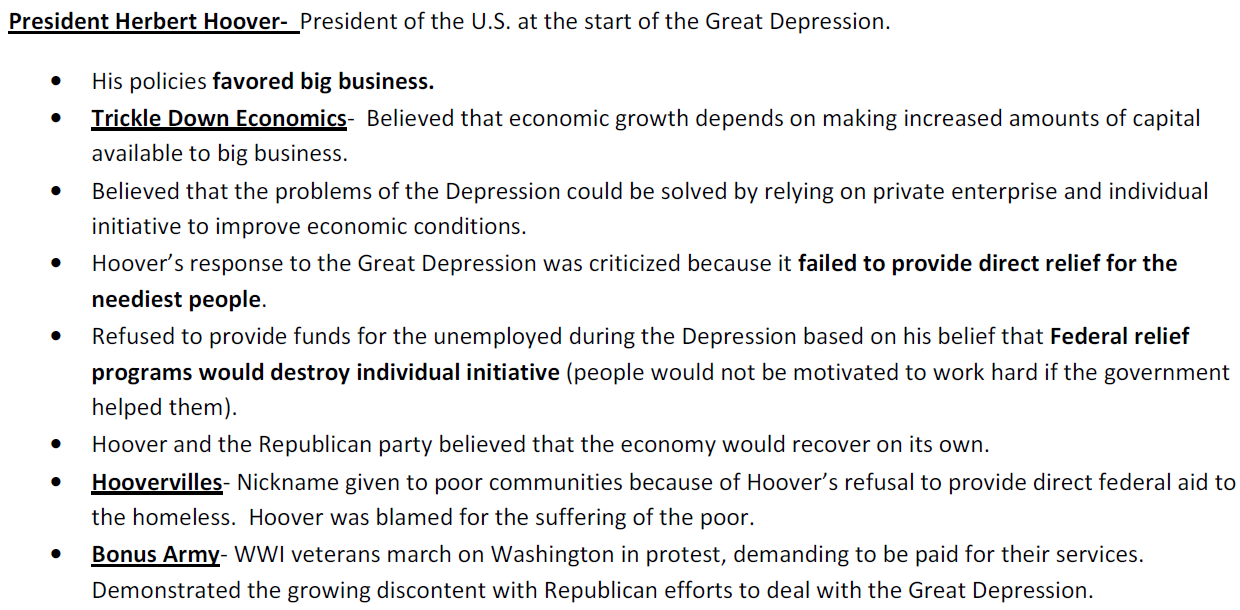 President Herbert Hoover- President of the U.S. at the start of the Great Depression.
• His policies favored big business.
• Trickle Down Economics- Believed that economic growth depends on making increased amounts of capital
available to big business.
• Believed that the problems of the Depression could be solved by relying on private enterprise and individual
initiative to improve economic conditions.
• Hoover’s response to the Great Depression was criticized because it failed to provide direct relief for the
neediest people.
• Refused to provide funds for the unemployed during the Depression based on his belief that Federal relief
programs would destroy individual initiative (people would not be motivated to work hard if the government
helped them).
• Hoover and the Republican party believed that the economy would recover on its own.
• Hoovervilles- Nickname given to poor communities because of Hoover’s refusal to provide direct federal aid to
the homeless. Hoover was blamed for the suffering of the poor.
• Bonus Army- WWI veterans march on Washington in protest, demanding to be paid for their services.
Demonstrated the growing discontent with Republican efforts to deal with the Great Depression.